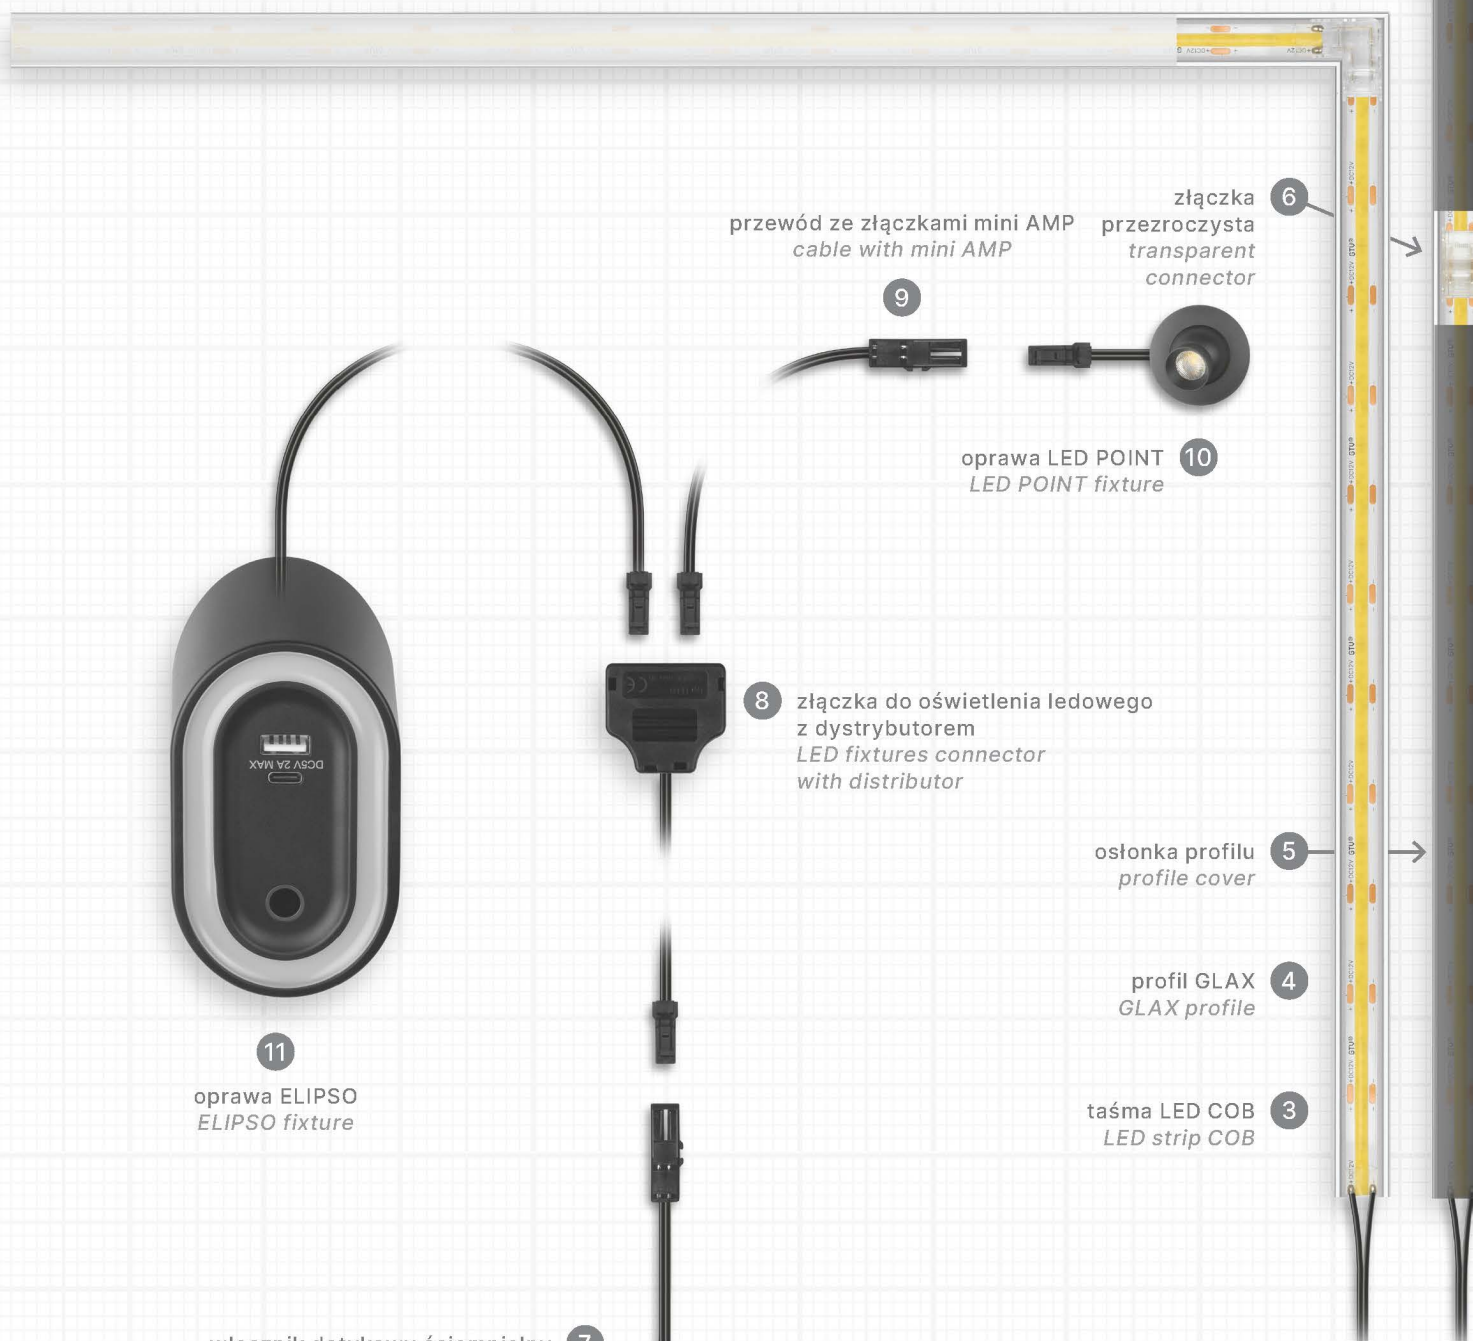 złączka
przezroczysta
transparent
connector
6
przewód ze złączkami mini AMP
cable with mini AMP
9
oprawa LED POINT
LED POINT fixture
10
DC5V 2A MAX
8
złączka do oświetlenia ledowego
z dystrybutorem
LED fixtures connector
with distributor
osłonka profilu
profile cover
5
profil GLAX
GLAX profile
4
11
oprawa ELIPSO
ELIPSO fixture
taśma LED COB
LED strip COB
3
+DC12V GTV®
7